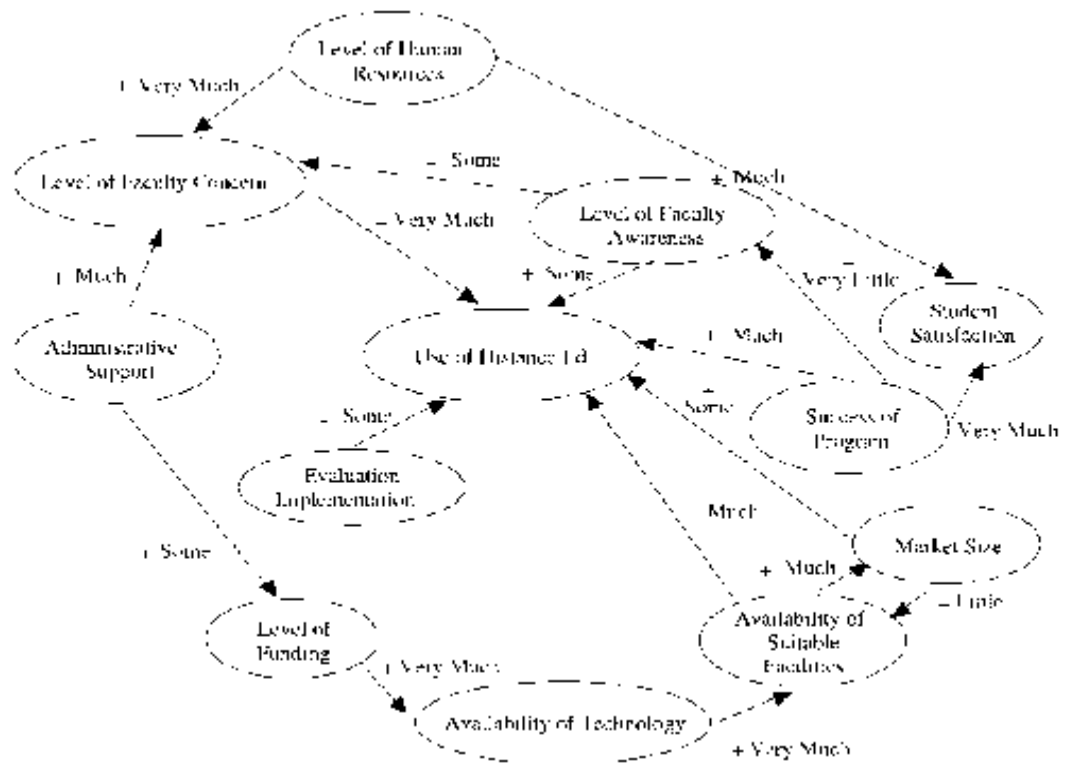 Level of Human
Resources
+ Very Much
- Some
Level of Faculty Concern
+ Much
Level of Faculty
Awareness
- Very Much
+ Some
+ Much
Very Little
Student
Satisfaction
Administrative
Support
Use of Distance Ed
+ Much
Some
- Some
Success of
Program
Very Much
Evaluation
Implementation
Much
Market Size
+ Some
+ Much
- Little
Level of
Funding
Availability of
Suitable
Facilities
+ Very Much
Availability of Technology
+ Very Much